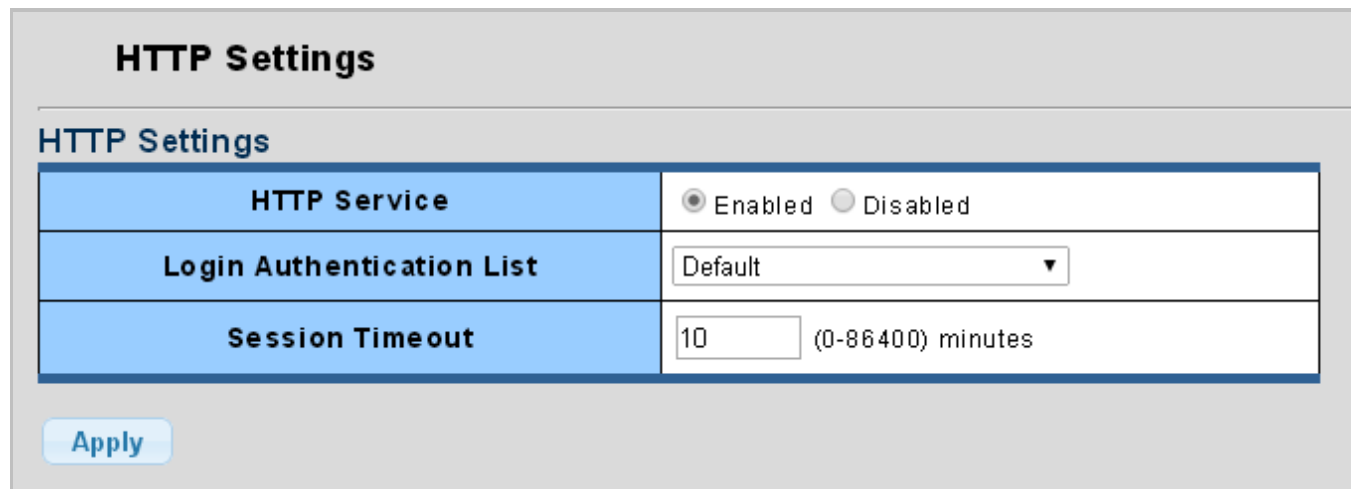 HTTP Settings
HTTP Settings
HTTP Service Enabled Disabled
Login Authentication List Default
Session Timeout 10 (0-86400) minutes
Apply